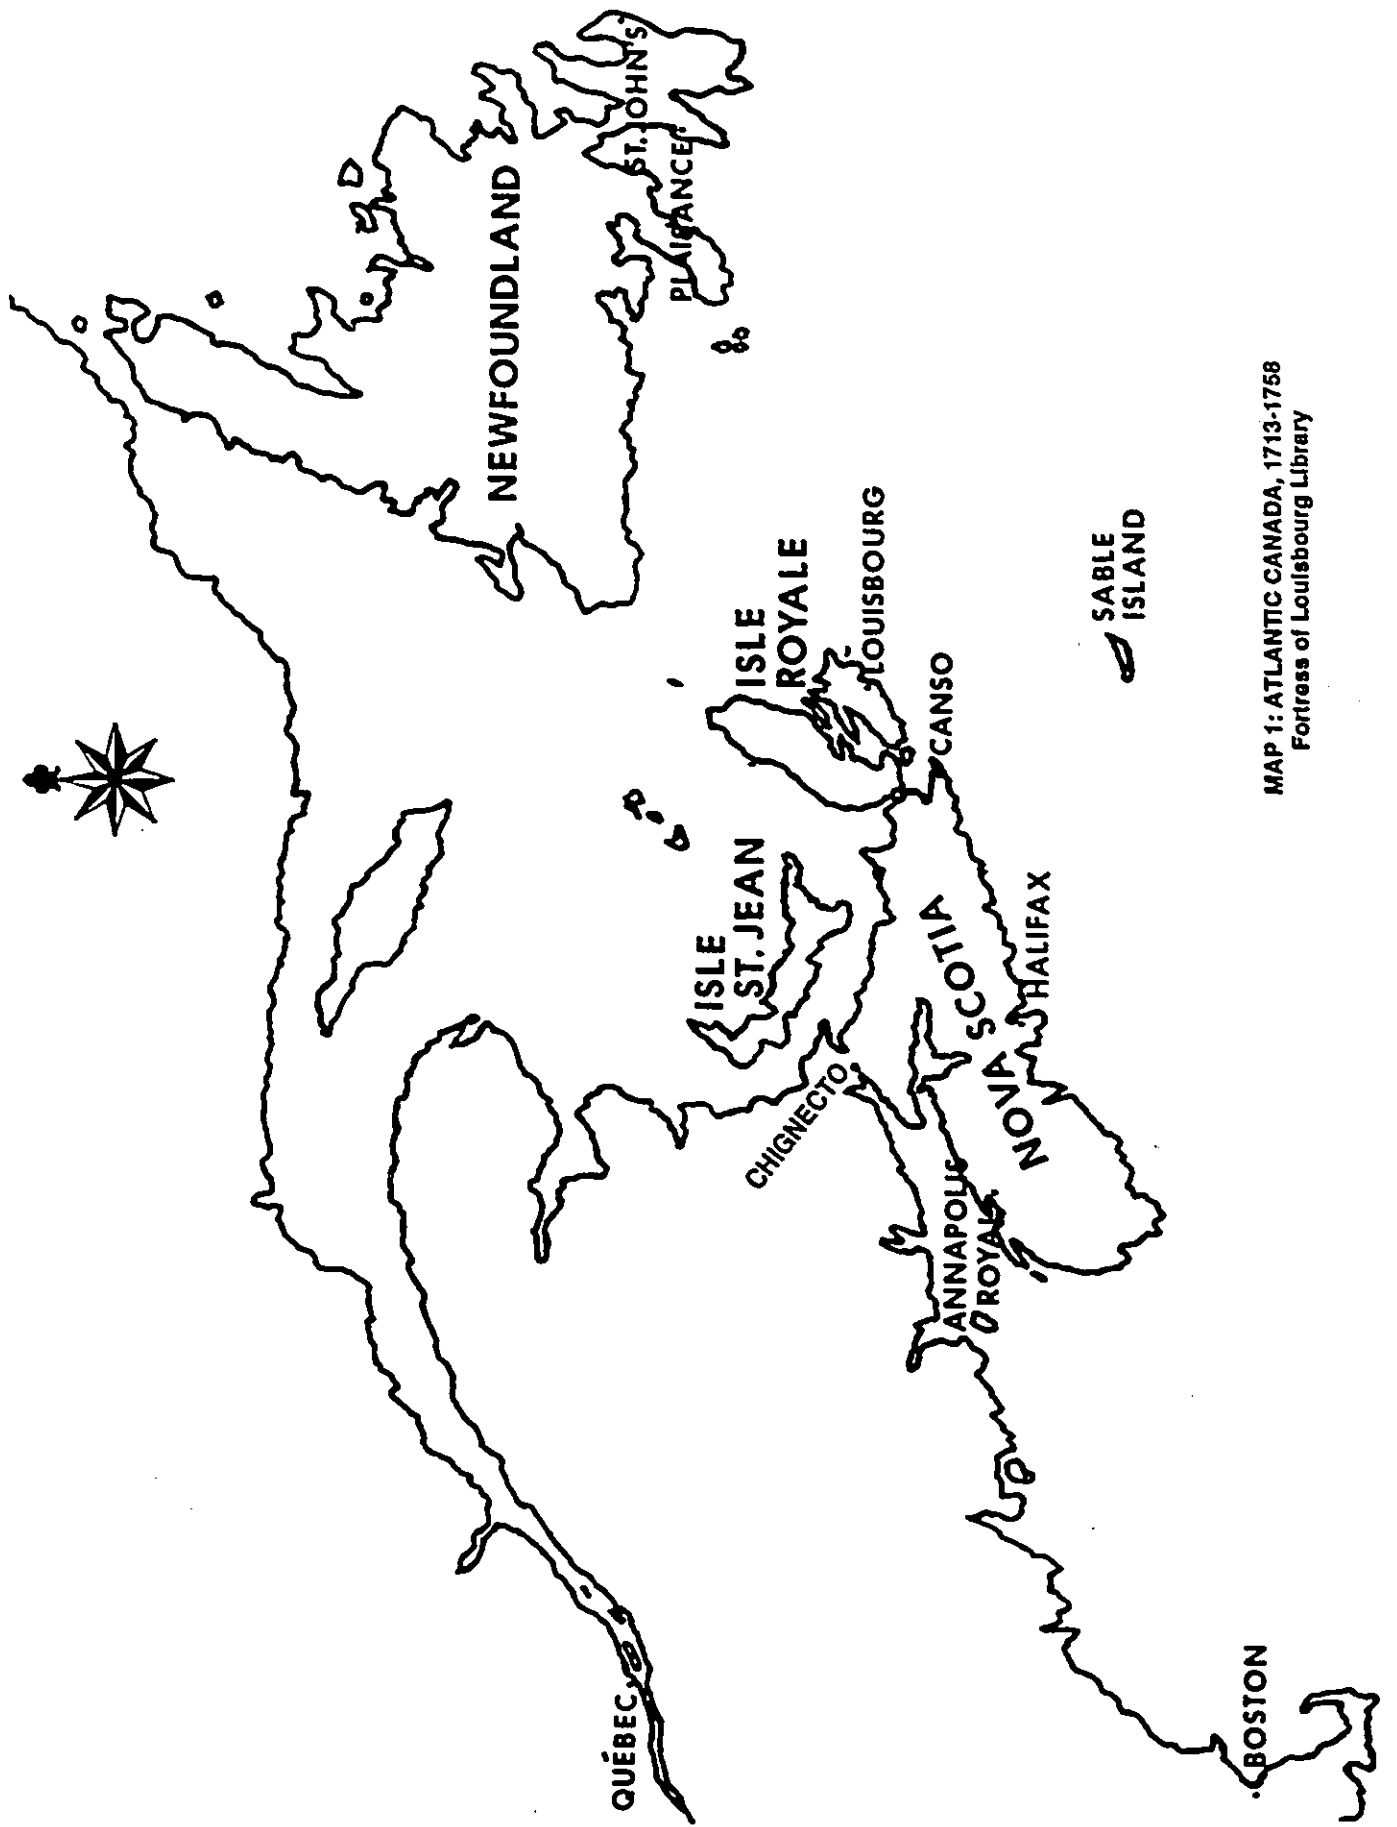 NEWFOUNDLAND
ST. JOHN'S
PLAISANCE
ISLE
ROYALE
LOUISBOURG
CANSO
SABLE
ISLAND
ISLE
ST. JEAN
CHIGNECTO
NOVA SCOTIA
HALIFAX
ANNAPOLIS
ROYAL
QUÉBEC
BOSTON
MAP 1: ATLANTIC CANADA, 1713-1758
Fortress of Louisbourg Library